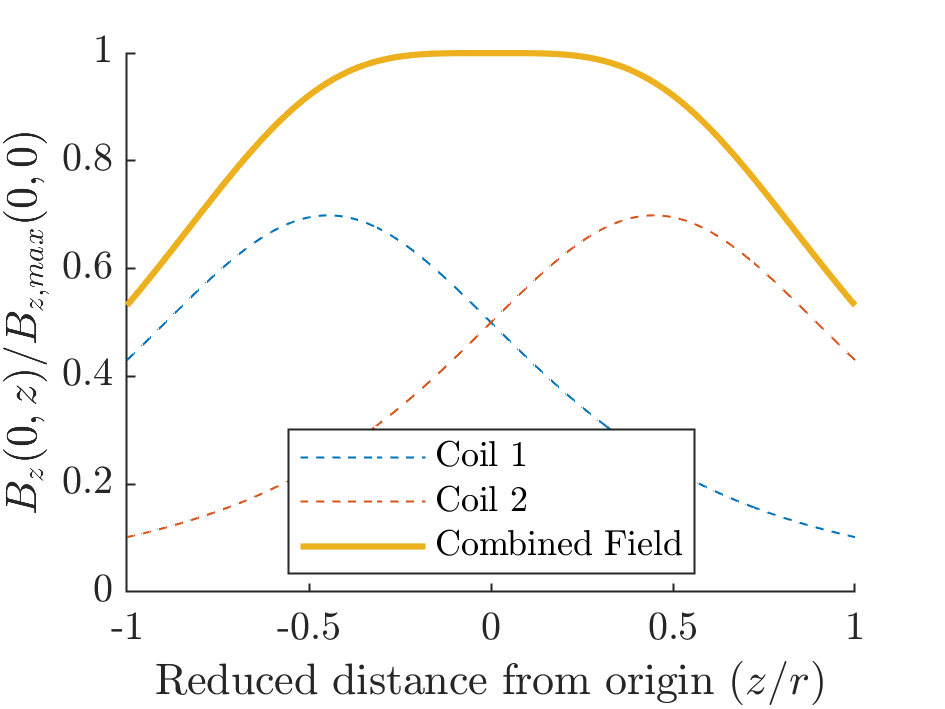 B_z(0, z)/B_{z,max}(0, 0)
1
0.8
0.6
0.4
0.2
0
-1
-0.5
0
0.5
1
Coil 1
Coil 2
Combined Field
Reduced distance from origin (z/r)